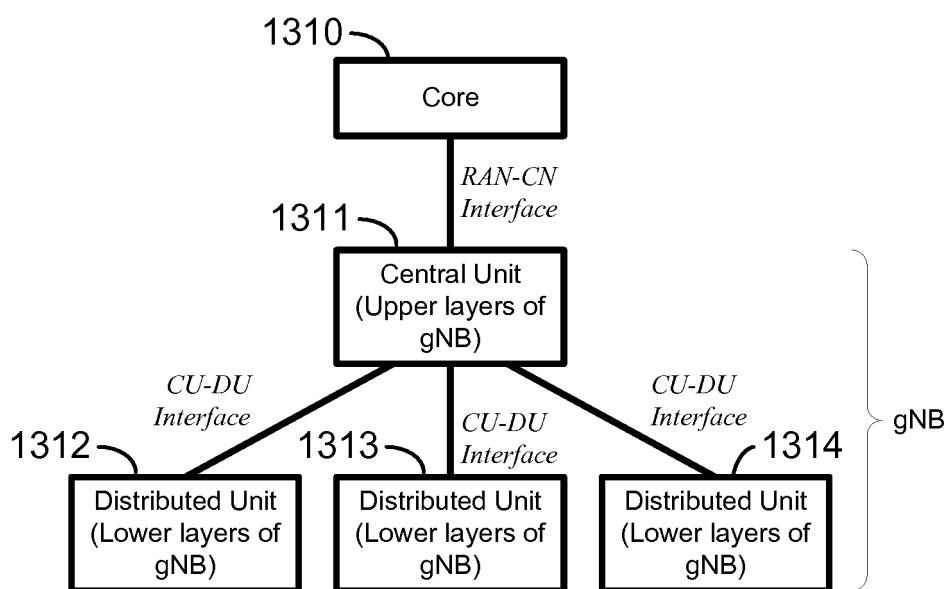 1310
Core
RAN-CN
Interface
1311
Central Unit
(Upper layers of
gNB)
CU-DU
Interface
CU-DU
Interface
CU-DU
Interface
gNB
1312
1313
1314
Distributed Unit
(Lower layers of
gNB)
Distributed Unit
(Lower layers of
gNB)
Distributed Unit
(Lower layers of
gNB)